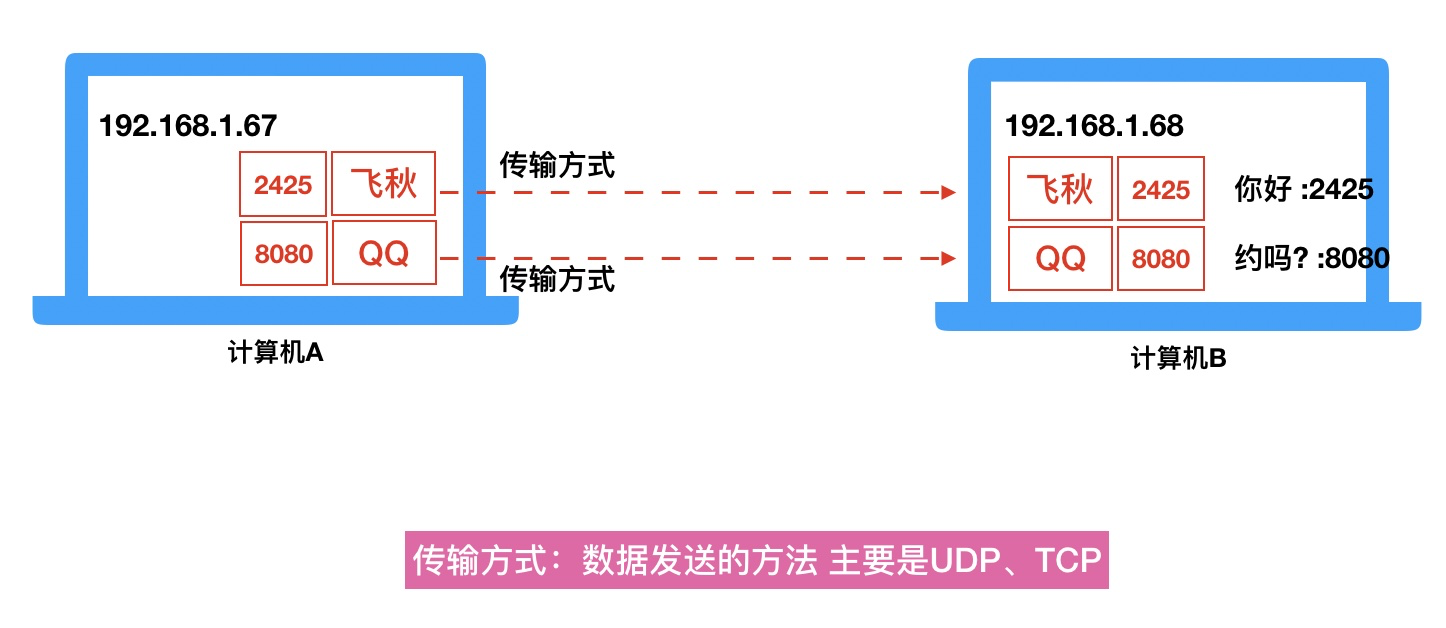 192.168.1.67
2425 飞秋
8080 QQ
计算机A
传输方式
传输方式
192.168.1.68
飞秋 2425 你好 :2425
QQ 8080 约吗? :8080
计算机B
传输方式：数据发送的方法 主要是UDP、TCP